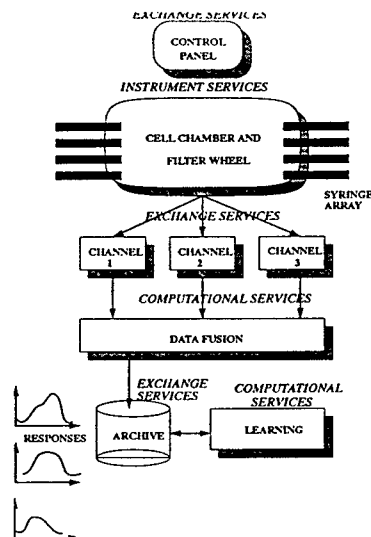 EXCHANGE SERVICES
CONTROL
PANEL
INSTRUMENT SERVICES
CELL CHAMBER AND
FILTER WHEEL
SYRINGE
ARRAY
EXCHANGE SERVICES
CHANNEL
1
CHANNEL
2
CHANNEL
3
COMPUTATIONAL SERVICES
DATA FUSION
EXCHANGE
SERVICES
COMPUTATIONAL
SERVICES
RESPONSES
ARCHIVE
LEARNING